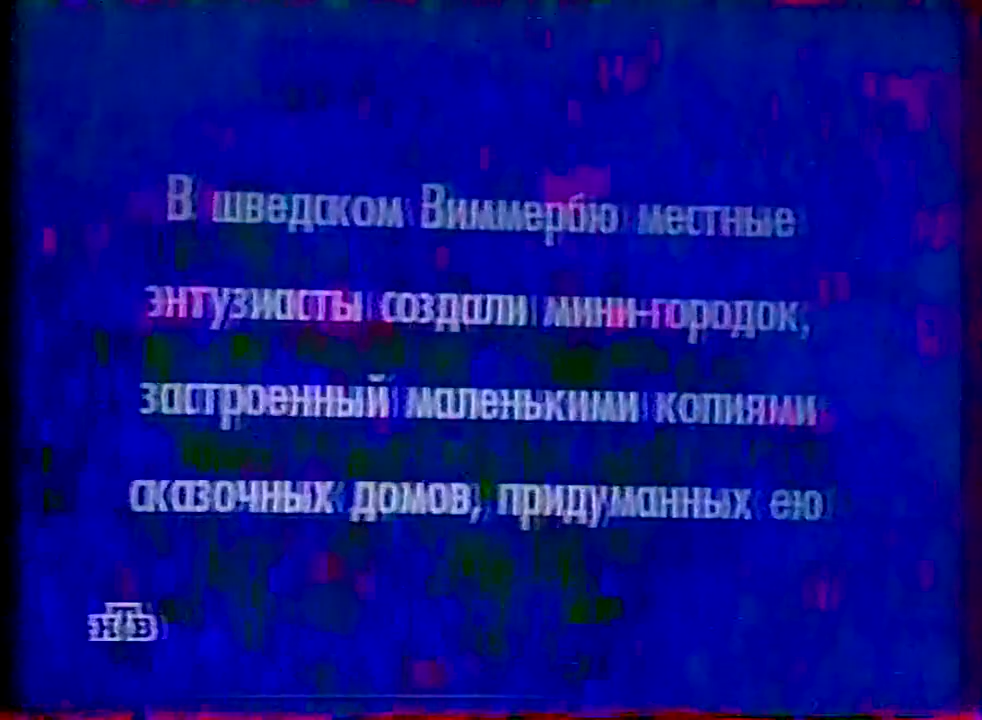 В шведском Виммербю местные
энтузиасты создали мини-городок,
застроенный маленькими копиями
сказочных домов, придуманных ею
НТВ